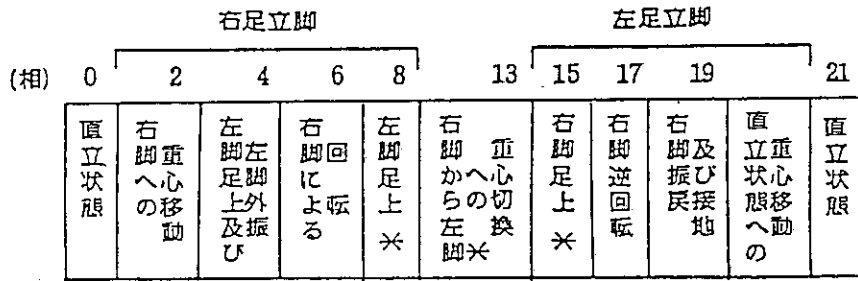 右足立脚
左足立脚
(相) 0 2 4 6 8 13 15 17 19 21
直立状態
右脚への
重心移動
左脚足上及び
左脚外振
右脚による
回転
左脚足上*
右脚から左脚*
への
重心切換
右脚足上*
右脚逆回転
右脚振戻
及び接地
直立状態への
重心移動
直立状態